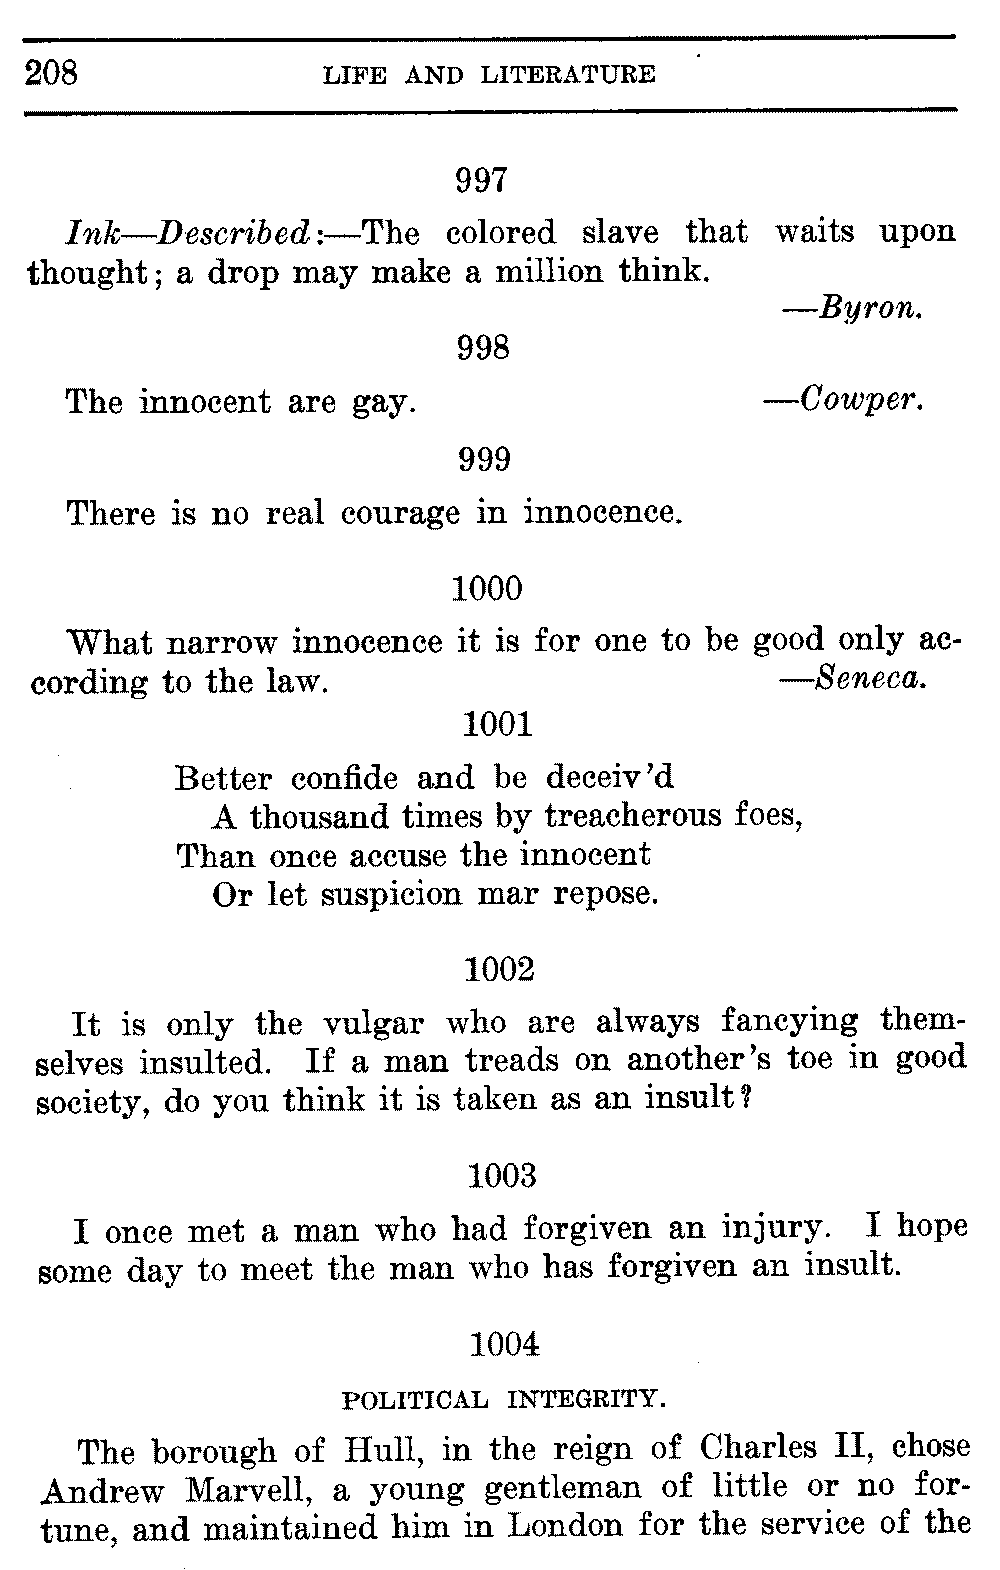 208 LIFE AND LITERATURE
997
Ink—Described:—The colored slave that waits upon
thought; a drop may make a million think.
—Byron.
998
The innocent are gay. —Cowper.
999
There is no real courage in innocence.
1000
What narrow innocence it is for one to be good only ac-
cording to the law. —Seneca.
1001
Better confide and be deceiv'd
A thousand times by treacherous foes,
Than once accuse the innocent
Or let suspicion mar repose.
1002
It is only the vulgar who are always fancying them-
selves insulted. If a man treads on another's toe in good
society, do you think it is taken as an insult?
1003
I once met a man who had forgiven an injury. I hope
some day to meet the man who has forgiven an insult.
1004
POLITICAL INTEGRITY.
The borough of Hull, in the reign of Charles II, chose
Andrew Marvell, a young gentleman of little or no for-
tune, and maintained him in London for the service of the